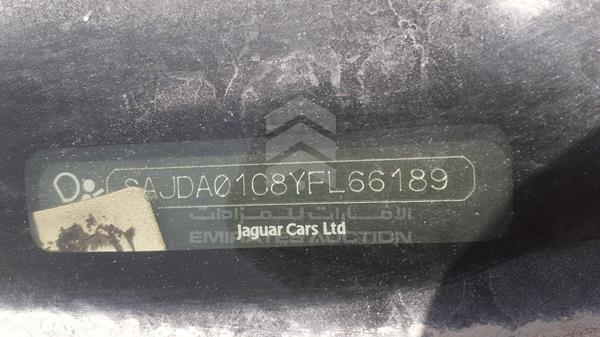 SAJDA01C8YFL66189
الإمارات للمزادات
EMIRATES AUCTION
Jaguar Cars Ltd